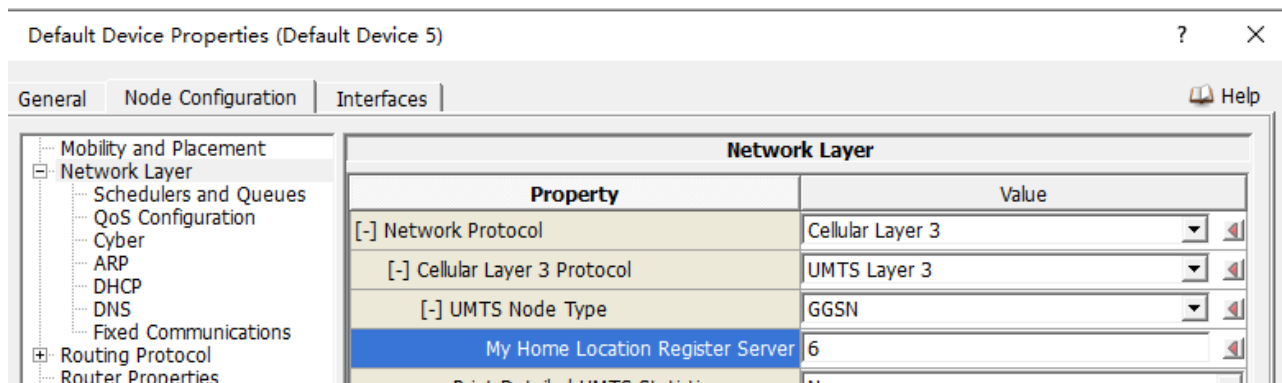 Default Device Properties (Default Device 5) ?
General Node Configuration Interfaces Help
Mobility and Placement
Network Layer
Schedulers and Queues
QoS Configuration
Cyber
ARP
DHCP
DNS
Fixed Communications
Routing Protocol
Router Properties
Network Layer
Property Value
[-] Network Protocol Cellular Layer 3
[-] Cellular Layer 3 Protocol UMTS Layer 3
[-] UMTS Node Type GGSN
My Home Location Register Server 6